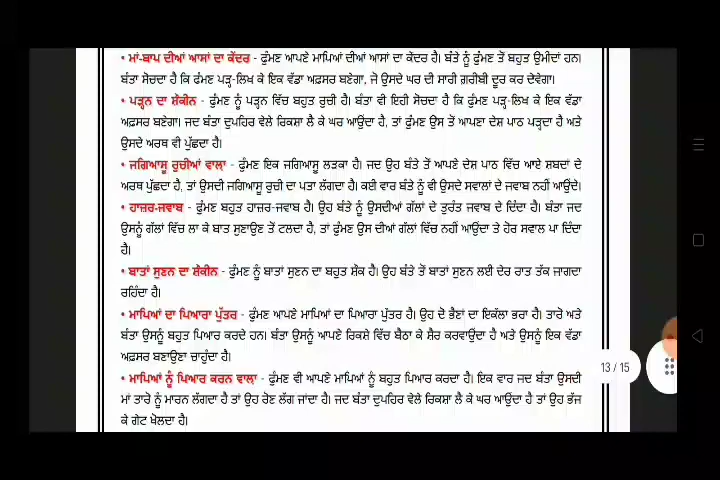 • ਮਾਂ-ਬਾਪ ਦੀਆਂ ਆਸਾਂ ਦਾ ਕੇਂਦਰ - ਫੁੰਮਣ ਆਪਣੇ ਮਾਪਿਆਂ ਦੀਆਂ ਆਸਾਂ ਦਾ ਕੇਂਦਰ ਹੈ। ਬੰਤੇ ਨੂੰ ਫੁੰਮਣ ਤੋਂ ਬਹੁਤ ਉਮੀਦਾਂ ਹਨ।
ਬੰਤਾ ਸੋਚਦਾ ਹੈ ਕਿ ਫੁੰਮਣ ਪੜ੍ਹ-ਲਿਖ ਕੇ ਇਕ ਵੱਡਾ ਅਫ਼ਸਰ ਬਣੇਗਾ, ਜੋ ਉਸਦੇ ਘਰ ਦੀ ਸਾਰੀ ਗ਼ਰੀਬੀ ਦੂਰ ਕਰ ਦੇਵੇਗਾ।
• ਪੜ੍ਹਨ ਦਾ ਸ਼ੌਕੀਨ - ਫੁੰਮਣ ਨੂੰ ਪੜ੍ਹਨ ਵਿੱਚ ਬਹੁਤ ਰੁਚੀ ਹੈ। ਬੰਤਾ ਵੀ ਇਹੀ ਸੋਚਦਾ ਹੈ ਕਿ ਫੁੰਮਣ ਪੜ੍ਹ-ਲਿਖ ਕੇ ਇਕ ਵੱਡਾ
ਅਫ਼ਸਰ ਬਣੇਗਾ। ਜਦ ਬੰਤਾ ਦੁਪਹਿਰ ਵੇਲੇ ਰਿਕਸ਼ਾ ਲੈ ਕੇ ਘਰ ਆਉਂਦਾ ਹੈ, ਤਾਂ ਫੁੰਮਣ ਉਸ ਤੋਂ ਆਪਣਾ ਦੇਸ਼ ਪਾਠ ਪੜ੍ਹਦਾ ਹੈ ਅਤੇ
ਉਸਦੇ ਅਰਥ ਵੀ ਪੁੱਛਦਾ ਹੈ।
• ਜਗਿਆਸੂ ਰੁਚੀਆਂ ਵਾਲਾ - ਫੁੰਮਣ ਇਕ ਜਗਿਆਸੂ ਲੜਕਾ ਹੈ। ਜਦ ਉਹ ਬੰਤੇ ਤੋਂ ਆਪਣੇ ਦੇਸ਼ ਪਾਠ ਵਿੱਚ ਆਏ ਸ਼ਬਦਾਂ ਦੇ
ਅਰਥ ਪੁੱਛਦਾ ਹੈ, ਤਾਂ ਉਸਦੀ ਜਗਿਆਸੂ ਰੁਚੀ ਦਾ ਪਤਾ ਲੱਗਦਾ ਹੈ। ਕਈ ਵਾਰ ਬੰਤੇ ਨੂੰ ਵੀ ਉਸਦੇ ਸਵਾਲਾਂ ਦੇ ਜਵਾਬ ਨਹੀਂ ਆਉਂਦੇ।
• ਹਾਜ਼ਰ-ਜਵਾਬ - ਫੁੰਮਣ ਬਹੁਤ ਹਾਜ਼ਰ-ਜਵਾਬ ਹੈ। ਉਹ ਬੰਤੇ ਨੂੰ ਉਸਦੀਆਂ ਗੱਲਾਂ ਦੇ ਤੁਰੰਤ ਜਵਾਬ ਦੇ ਦਿੰਦਾ ਹੈ। ਬੰਤਾ ਜਦ
ਉਸਨੂੰ ਗੱਲਾਂ ਵਿੱਚ ਲਾ ਕੇ ਬਾਤ ਸੁਣਾਉਣ ਤੋਂ ਟਲਦਾ ਹੈ, ਤਾਂ ਫੁੰਮਣ ਉਸ ਦੀਆਂ ਗੱਲਾਂ ਵਿੱਚ ਨਹੀਂ ਆਉਂਦਾ ਤੇ ਹੋਰ ਸਵਾਲ ਪਾ ਦਿੰਦਾ
ਹੈ।
• ਬਾਤਾਂ ਸੁਣਨ ਦਾ ਸ਼ੌਕੀਨ - ਫੁੰਮਣ ਨੂੰ ਬਾਤਾਂ ਸੁਣਨ ਦਾ ਬਹੁਤ ਸ਼ੌਕ ਹੈ। ਉਹ ਬੰਤੇ ਤੋਂ ਬਾਤਾਂ ਸੁਣਨ ਲਈ ਦੇਰ ਰਾਤ ਤੱਕ ਜਾਗਦਾ
ਰਹਿੰਦਾ ਹੈ।
• ਮਾਪਿਆਂ ਦਾ ਪਿਆਰਾ ਪੁੱਤਰ - ਫੁੰਮਣ ਆਪਣੇ ਮਾਪਿਆਂ ਦਾ ਪਿਆਰਾ ਪੁੱਤਰ ਹੈ। ਉਹ ਦੋ ਭੈਣਾਂ ਦਾ ਇਕੱਲਾ ਭਰਾ ਹੈ। ਤਾਰੋ ਅਤੇ
ਬੰਤਾ ਉਸਨੂੰ ਬਹੁਤ ਪਿਆਰ ਕਰਦੇ ਹਨ। ਬੰਤਾ ਉਸਨੂੰ ਆਪਣੇ ਰਿਕਸ਼ੇ ਵਿੱਚ ਬੈਠਾ ਕੇ ਸੈਰ ਕਰਵਾਉਂਦਾ ਹੈ ਅਤੇ ਉਸਨੂੰ ਇਕ ਵੱਡਾ
ਅਫ਼ਸਰ ਬਣਾਉਣਾ ਚਾਹੁੰਦਾ ਹੈ।
• ਮਾਪਿਆਂ ਨੂੰ ਪਿਆਰ ਕਰਨ ਵਾਲਾ - ਫੁੰਮਣ ਵੀ ਆਪਣੇ ਮਾਪਿਆਂ ਨੂੰ ਬਹੁਤ ਪਿਆਰ ਕਰਦਾ ਹੈ। ਇਕ ਵਾਰ ਜਦ ਬੰਤਾ ਉਸਦੀ
ਮਾਂ ਤਾਰੋ ਨੂੰ ਮਾਰਨ ਲੱਗਦਾ ਹੈ ਤਾਂ ਉਹ ਰੋਣ ਲੱਗ ਜਾਂਦਾ ਹੈ। ਜਦ ਬੰਤਾ ਦੁਪਹਿਰ ਵੇਲੇ ਰਿਕਸ਼ਾ ਲੈ ਕੇ ਘਰ ਆਉਂਦਾ ਹੈ ਤਾਂ ਉਹ ਭੱਜ
ਕੇ ਗੇਟ ਖੋਲਦਾ ਹੈ।
13 / 15